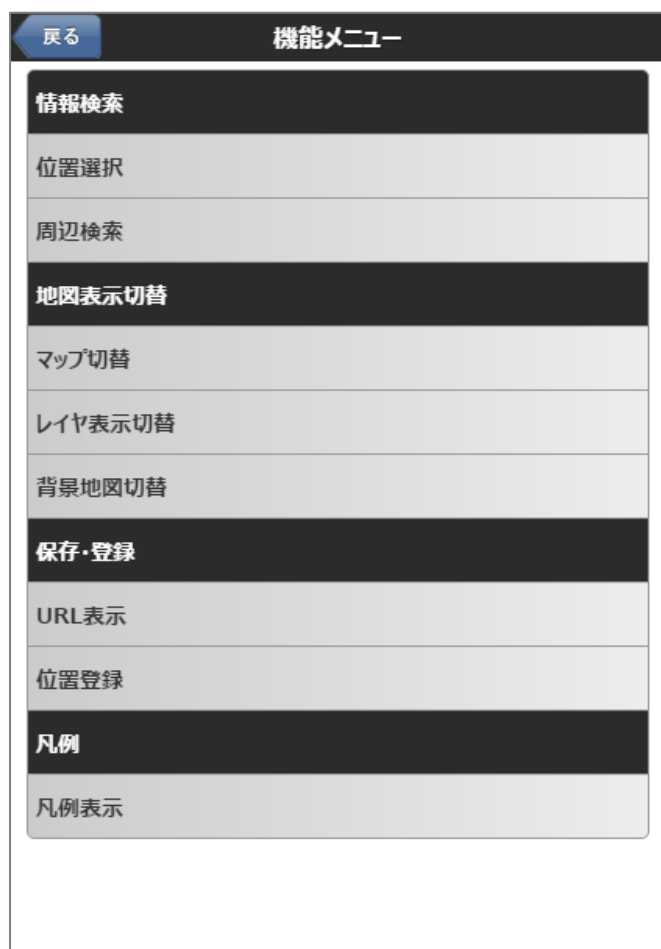 戻る
機能メニュー
情報検索
位置選択
周辺検索
地図表示切替
マップ切替
レイヤ表示切替
背景地図切替
保存・登録
URL表示
位置登録
凡例
凡例表示